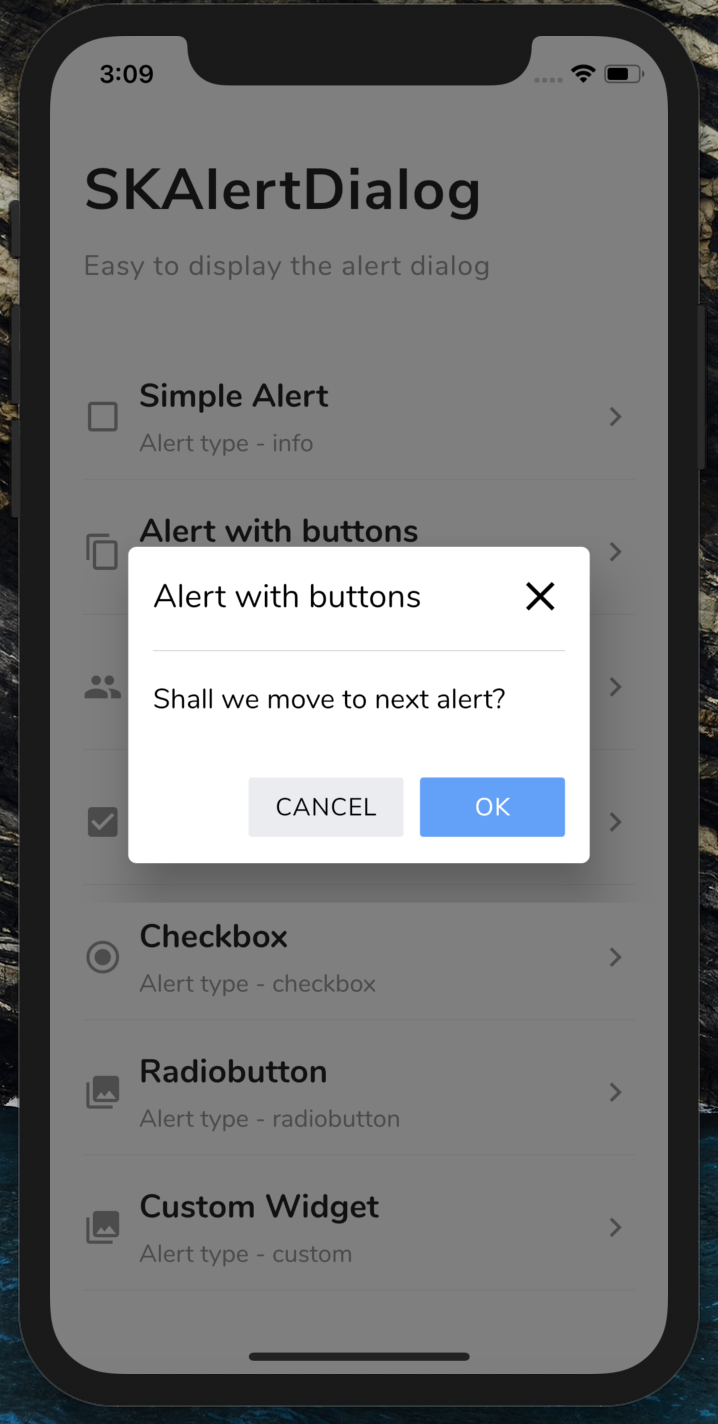 3:09
SKAlertDialog
Easy to display the alert dialog
Simple Alert
Alert type - info
Alert with buttons
Alert with buttons
Shall we move to next alert?
CANCEL
OK
Checkbox
Alert type - checkbox
Radiobutton
Alert type - radiobutton
Custom Widget
Alert type - custom